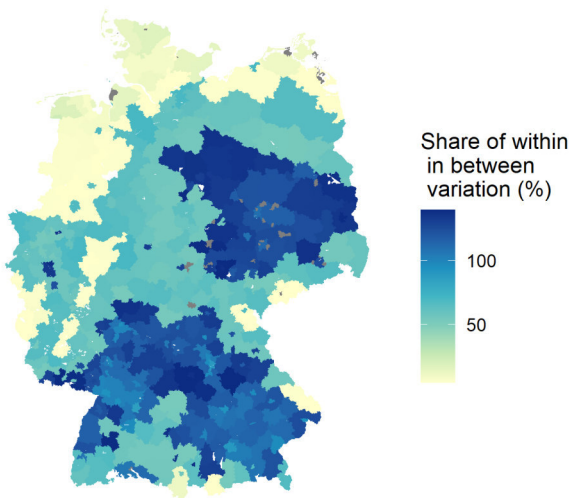 Share of within
in between
variation (%)
100
50